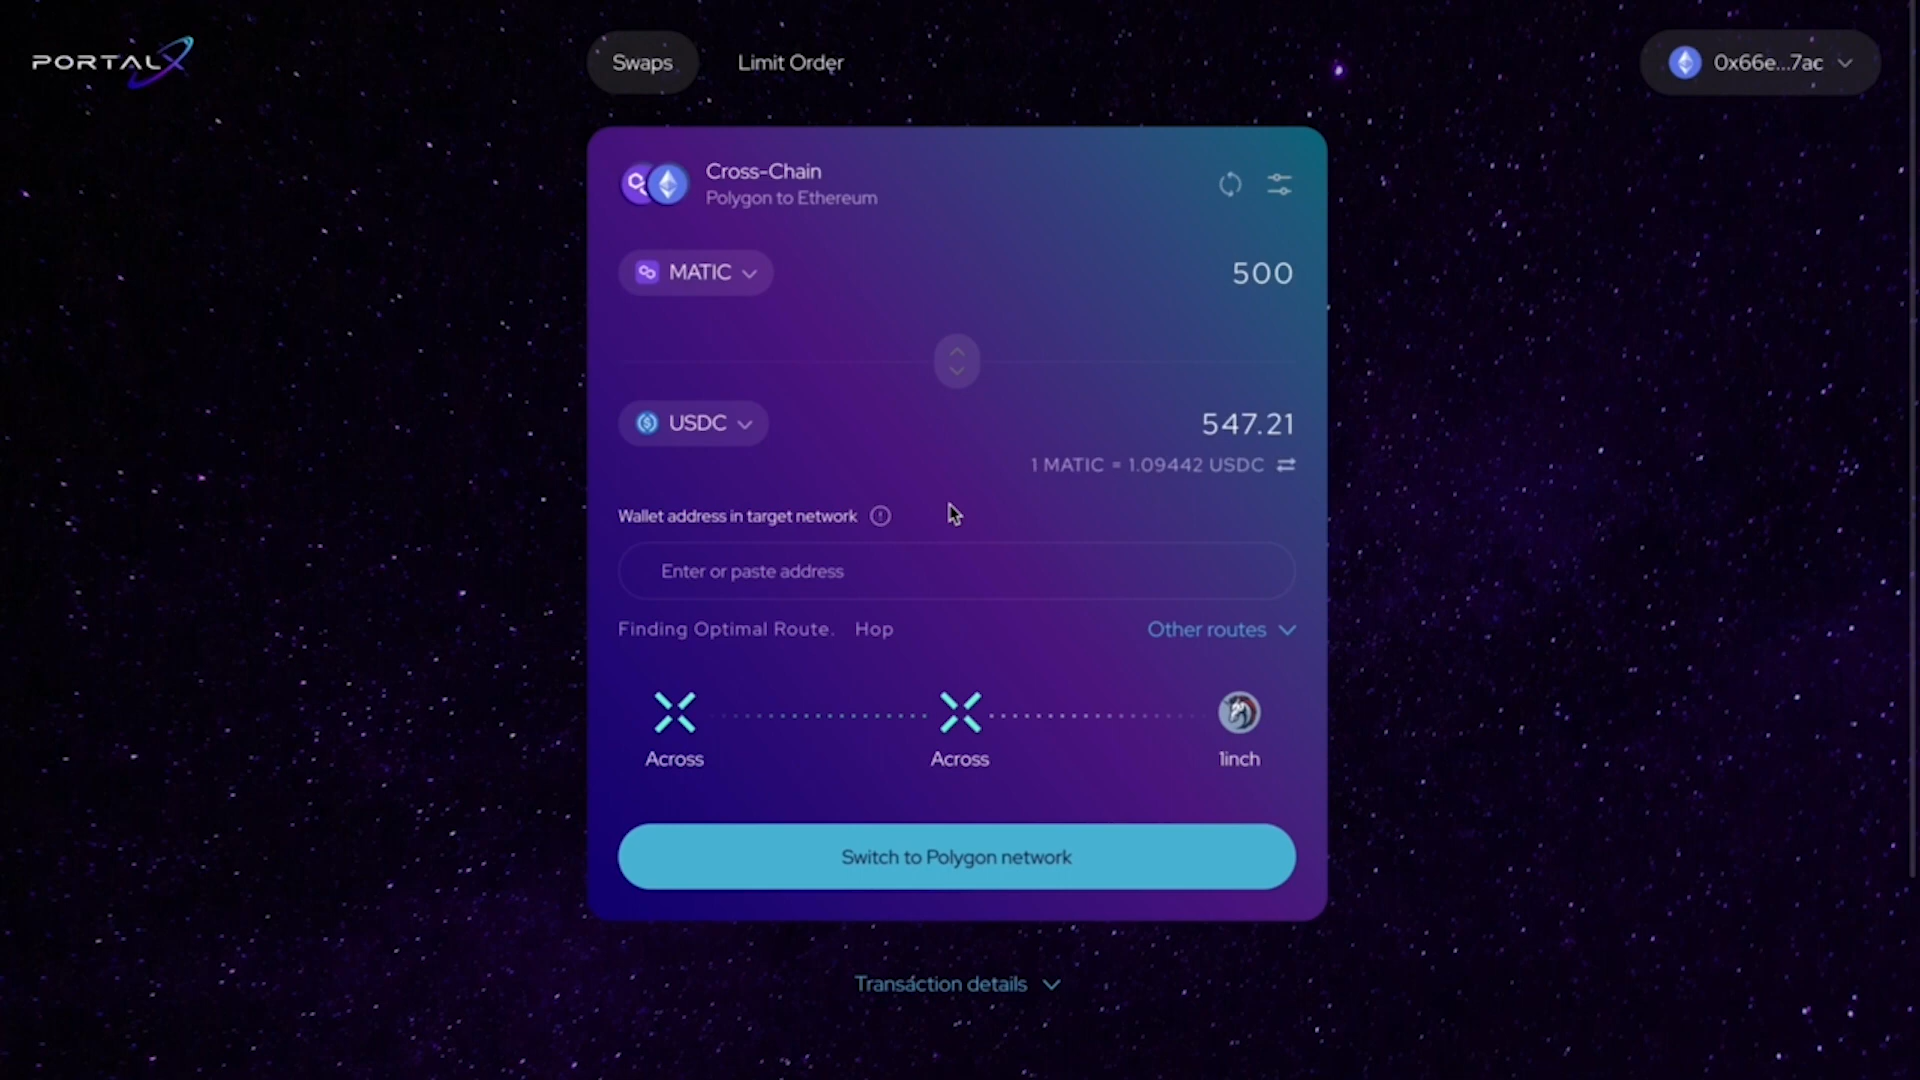 PORTALX
Swaps
Limit Order
0x66e...7ac
Cross-Chain
Polygon to Ethereum
MATIC
500
USDC
547.21
1 MATIC = 1.09442 USDC
Wallet address in target network
Enter or paste address
Finding Optimal Route. Hop
Other routes
Across
Across
1inch
Switch to Polygon network
Transaction details